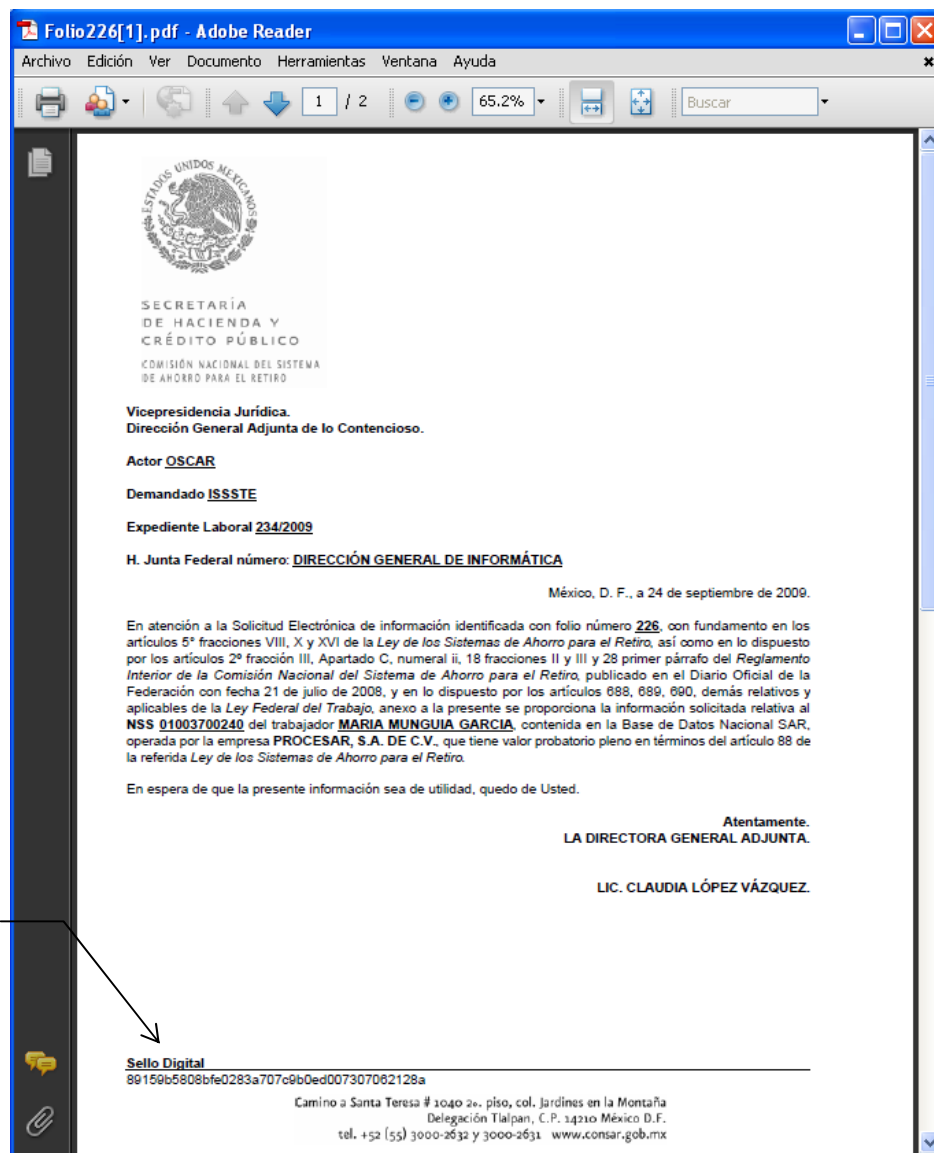 Folio226[1].pdf - Adobe Reader
Archivo Edición Ver Documento Herramientas Ventana Ayuda
1 / 2 65.2% Buscar
ESTADOS UNIDOS MEXICANOS
SECRETARÍA
DE HACIENDA Y
CRÉDITO PÚBLICO
COMISIÓN NACIONAL DEL SISTEMA
DE AHORRO PARA EL RETIRO
Vicepresidencia Jurídica.
Dirección General Adjunta de lo Contencioso.
Actor OSCAR
Demandado ISSSTE
Expediente Laboral 234/2009
H. Junta Federal número: DIRECCIÓN GENERAL DE INFORMÁTICA
México, D. F., a 24 de septiembre de 2009.
En atención a la Solicitud Electrónica de información identificada con folio número 226, con fundamento en los
artículos 5° fracciones VIII, X y XVI de la Ley de los Sistemas de Ahorro para el Retiro, así como en lo dispuesto
por los artículos 2º fracción III, Apartado C, numeral ii, 18 fracciones II y III y 28 primer párrafo del Reglamento
Interior de la Comisión Nacional del Sistema de Ahorro para el Retiro, publicado en el Diario Oficial de la
Federación con fecha 21 de julio de 2008, y en lo dispuesto por los artículos 688, 689, 690, demás relativos y
aplicables de la Ley Federal del Trabajo, anexo a la presente se proporciona la información solicitada relativa al
NSS 01003700240 del trabajador MARIA MUNGUIA GARCIA, contenida en la Base de Datos Nacional SAR,
operada por la empresa PROCESAR, S.A. DE C.V., que tiene valor probatorio pleno en términos del artículo 88 de
la referida Ley de los Sistemas de Ahorro para el Retiro.
En espera de que la presente información sea de utilidad, quedo de Usted.
Atentamente.
LA DIRECTORA GENERAL ADJUNTA.
LIC. CLAUDIA LÓPEZ VÁZQUEZ.
Sello Digital
89159b5808bfe0283a707c9b0ed007307062128a
Camino a Santa Teresa # 1040 2o. piso, col. Jardines en la Montaña
Delegación Tlalpan, C.P. 14210 México D.F.
tel. +52 (55) 3000-2632 y 3000-2631 www.consar.gob.mx